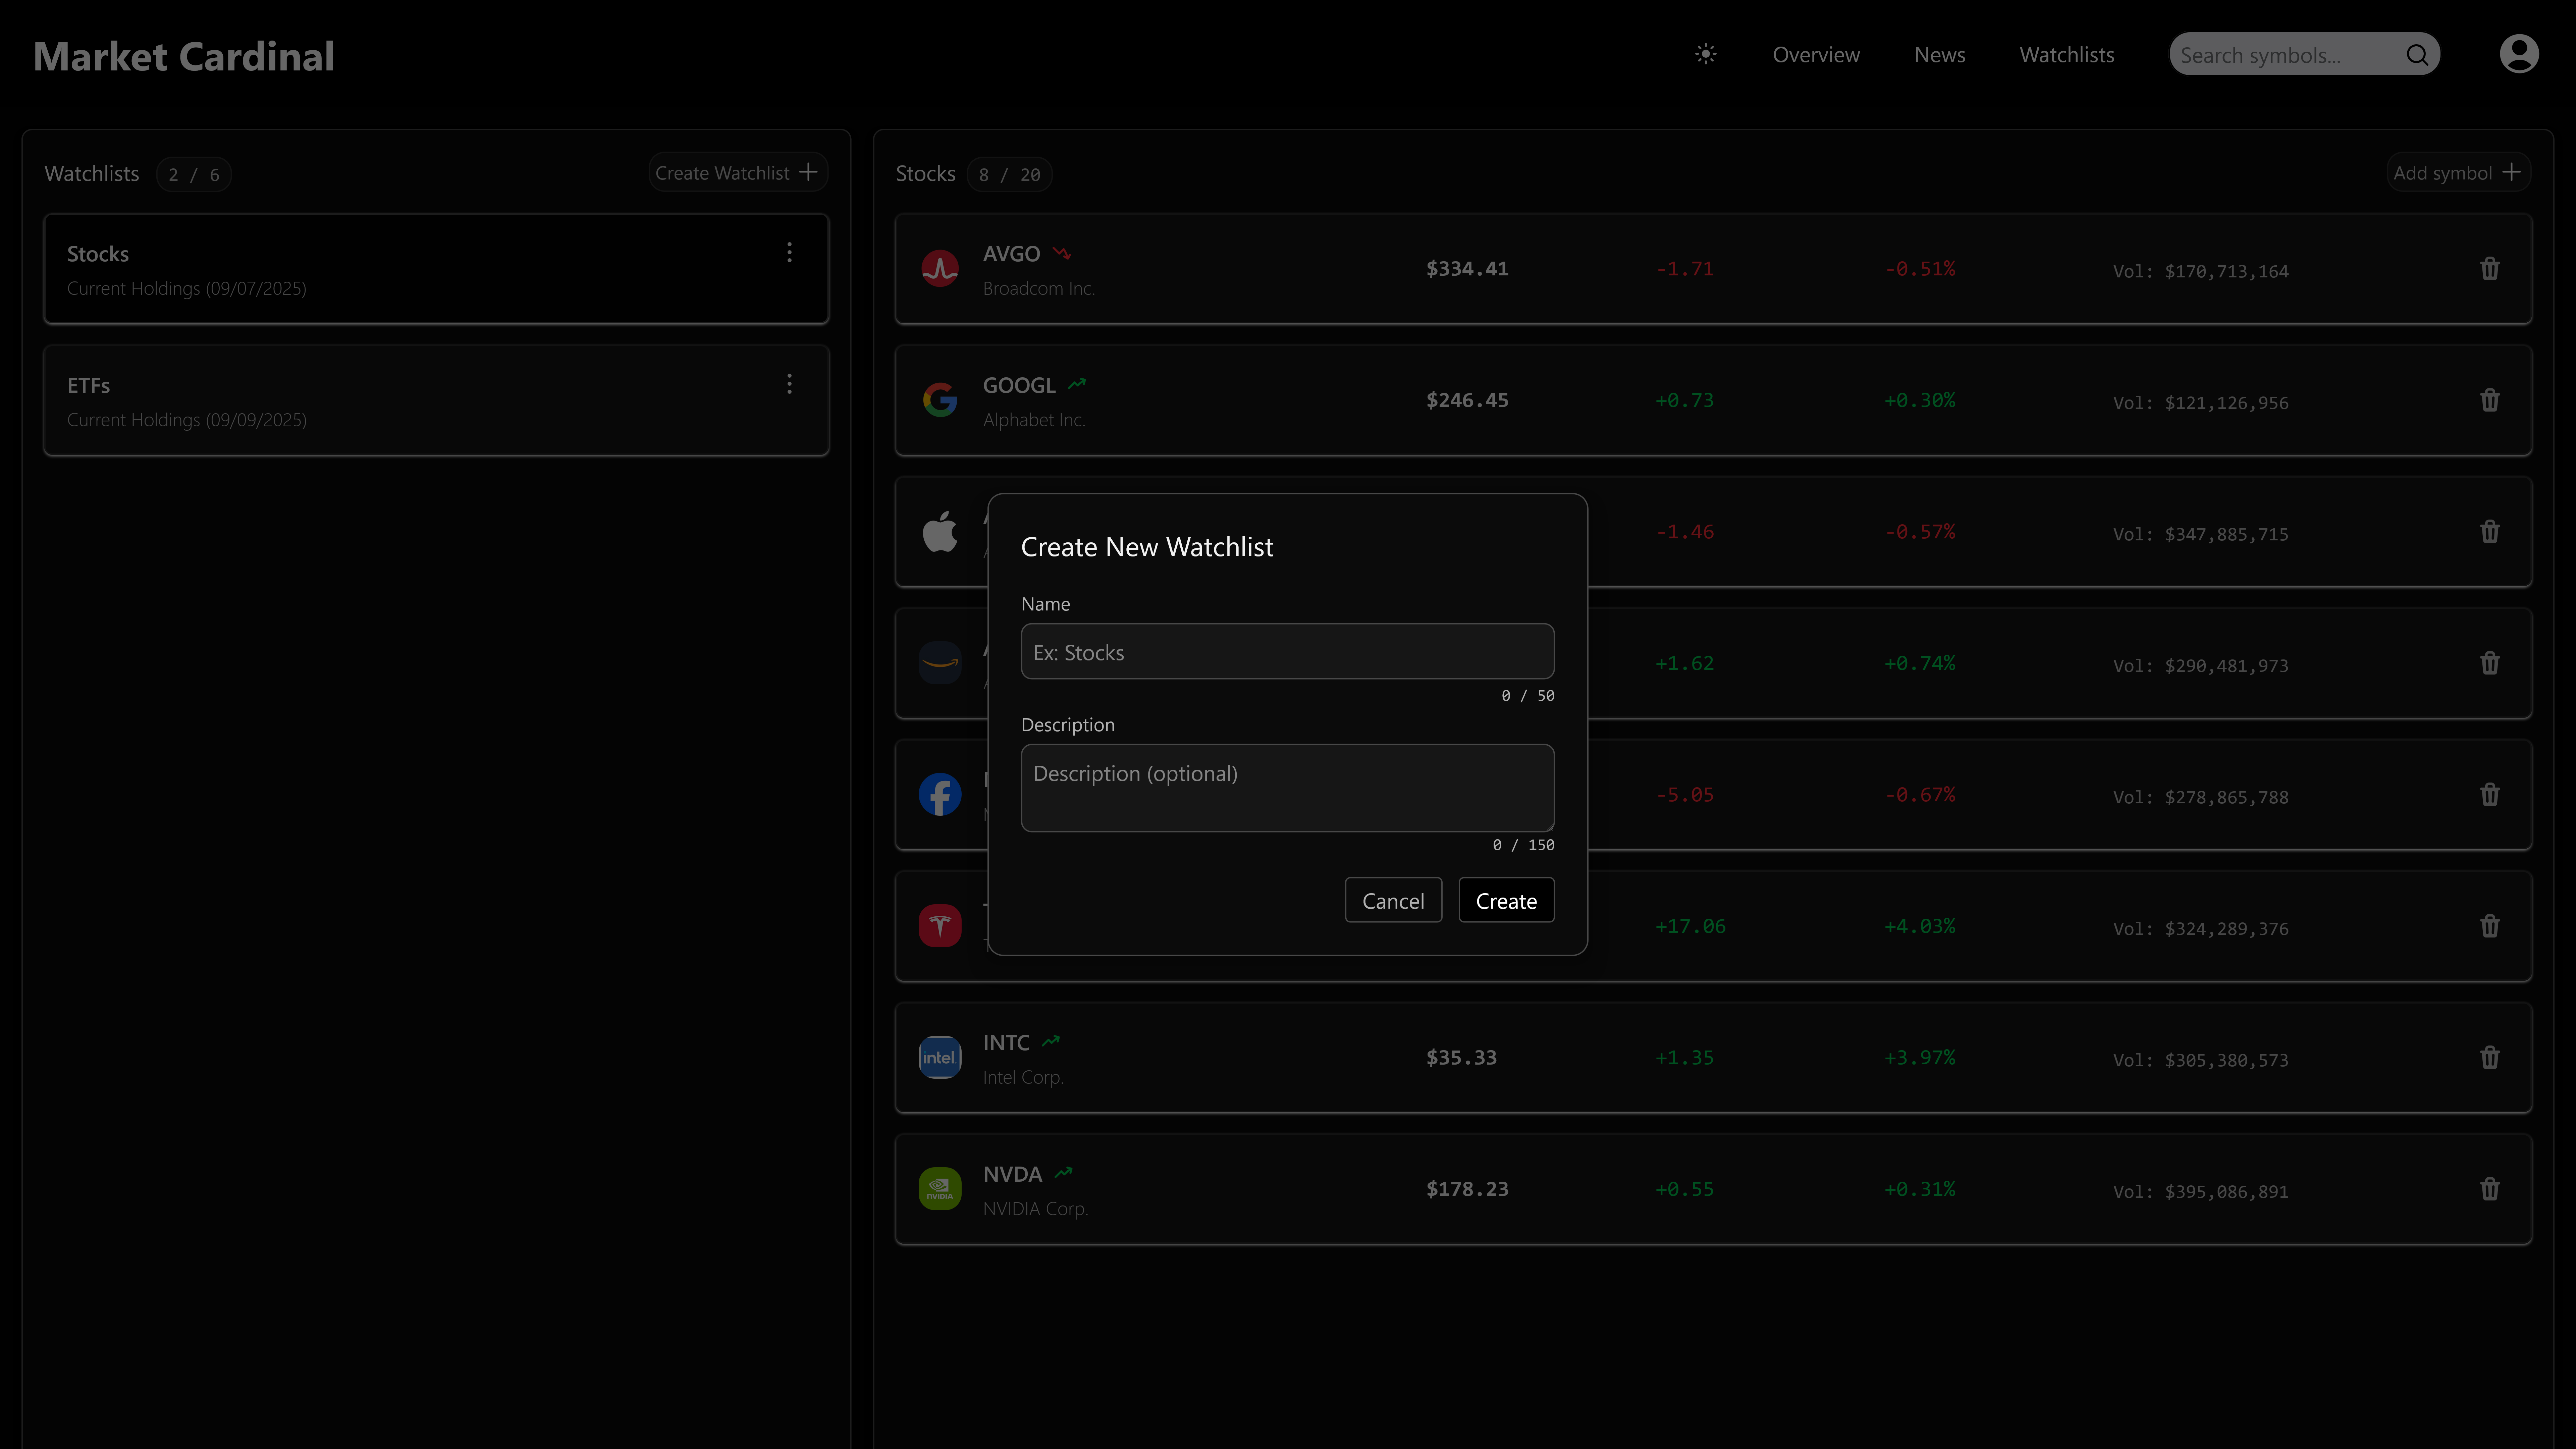 Market Cardinal
Overview
News
Watchlists
Search symbols...
Watchlists 2 / 6
Create Watchlist
Stocks
Current Holdings (09/07/2025)
ETFs
Current Holdings (09/09/2025)
Stocks 8 / 20
Add symbol
AVGO
Broadcom Inc.
$334.41 -1.71 -0.51% Vol: $170,713,164
GOOGL
Alphabet Inc.
$246.45 +0.73 +0.30% Vol: $121,126,956
-1.46 -0.57% Vol: $347,885,715
+1.62 +0.74% Vol: $290,481,973
-5.05 -0.67% Vol: $278,865,788
+17.06 +4.03% Vol: $324,289,376
intel
INTC
Intel Corp.
$35.33 +1.35 +3.97% Vol: $305,380,573
NVIDIA
NVDA
NVIDIA Corp.
$178.23 +0.55 +0.31% Vol: $395,086,891
Create New Watchlist
Name
Ex: Stocks
0 / 50
Description
Description (optional)
0 / 150
Cancel
Create